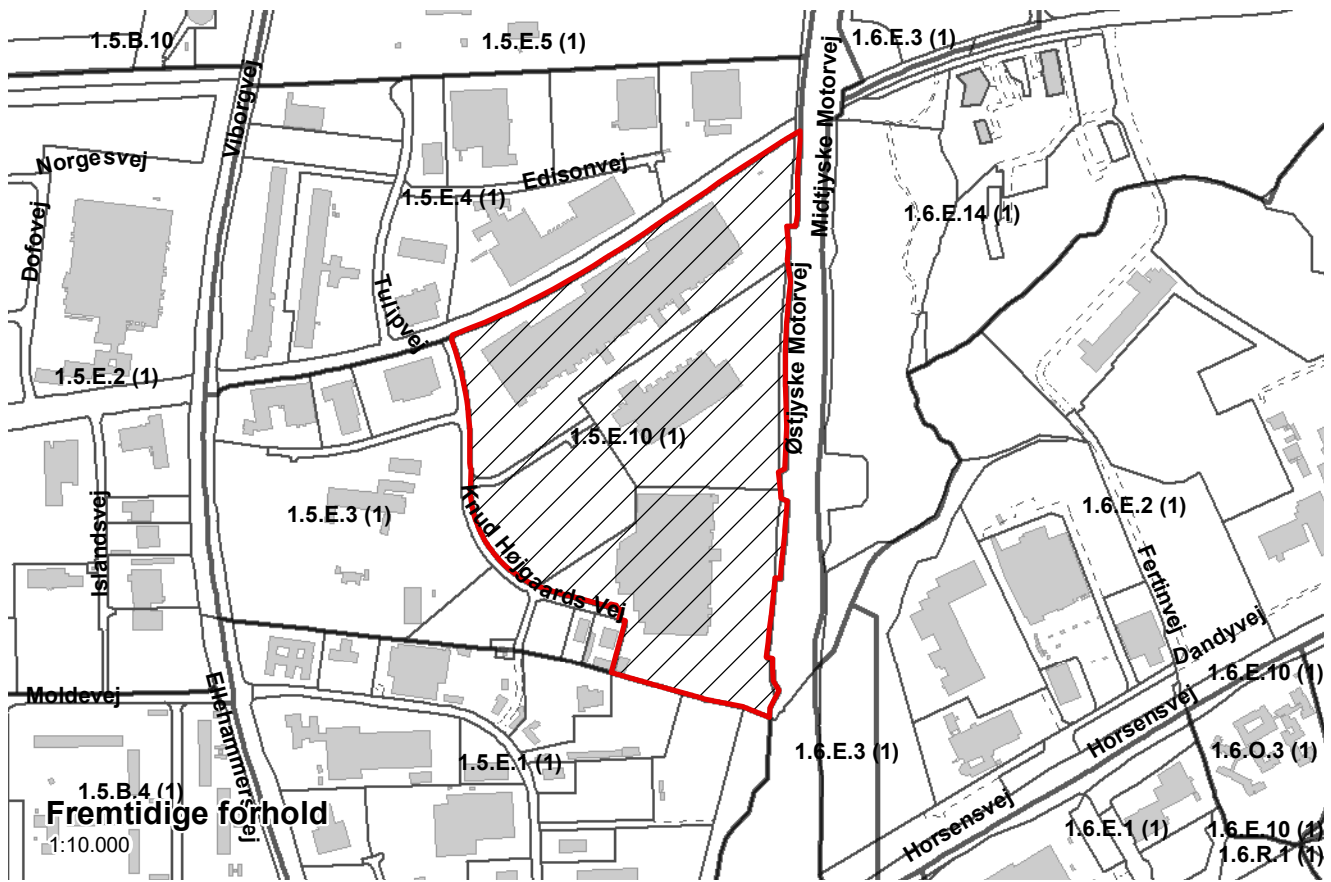 1.5.B.10
1.5.E.5 (1)
1.6.E.3 (1)
Viborgvej
Midtjyske Motorvej
Norgesvej
Edisonvej
1.5.E.4 (1)
1.6.E.14 (1)
Dofovej
Tulipvej
Østjyske Motorvej
1.5.E.2 (1)
1.5.E.10 (1)
1.5.E.3 (1)
1.6.E.2 (1)
Islandsvej
Knud Højgaards Vej
Fertinvej
Dandyvej
1.6.E.10 (1)
Moldevej
Ellehammersvej
Horsensvej
1.5.E.1 (1)
1.6.E.3 (1)
1.6.O.3 (1)
1.5.B.4 (1)
Fremtidige forhold
1:10.000
Horsensvej
1.6.E.1 (1)
1.6.E.10 (1)
1.6.R.1 (1)